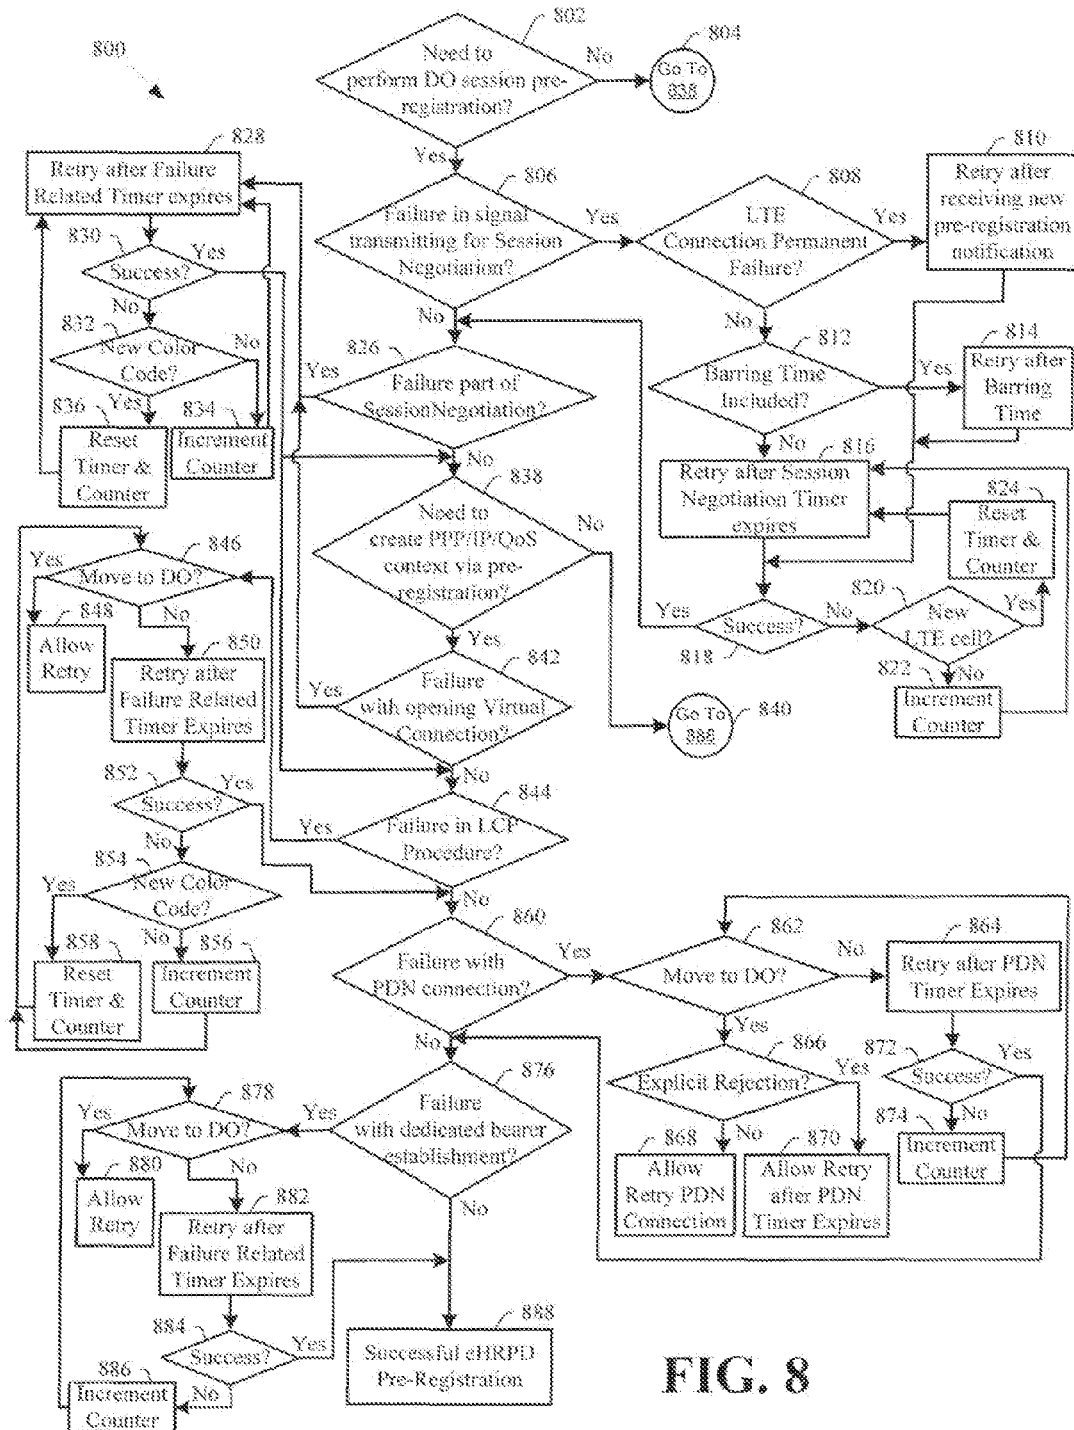 800
802
Need to
perform DO session pre-
registration?
No
804
Go To
838
Yes
828
Retry after Failure
Related Timer expires
830
Success?
Yes
No
832
New Color
Code?
No
836
Yes
834
Reset
Timer &
Counter
Increment
Counter
806
Failure in signal
transmitting for Session
Negotiation?
Yes
No
808
LTE
Connection Permanent
Failure?
Yes
No
810
Retry after
receiving new
pre-registration
notification
812
Barring Time
Included?
Yes
No
814
Retry after
Barring
Time
816
Retry after Session
Negotiation Timer
expires
824
Reset
Timer &
Counter
Yes
Success?
818
No
820
New
LTE cell?
Yes
No
822
Increment
Counter
826
Yes
Failure part of
SessionNegotiation?
No
838
Need to
create PPP/IP/QoS
context via pre-
registration?
No
Yes
842
Yes
Failure
with opening Virtual
Connection?
No
Go To
888
840
846
Yes
Move to DO?
No
848
Allow
Retry
850
Retry after
Failure Related
Timer Expires
852
Success?
Yes
No
854
Yes
New Color
Code?
No
858
Reset
Timer &
Counter
856
Increment
Counter
844
Yes
Failure in LCP
Procedure?
No
860
Failure with
PDN connection?
Yes
No
862
Move to DO?
No
Yes
864
Retry after PDN
Timer Expires
866
Explicit Rejection?
Yes
No
868
Allow
Retry PDN
Connection
870
Allow Retry
after PDN
Timer Expires
872
Success?
Yes
No
874
Increment
Counter
876
Failure
with dedicated bearer
establishment?
Yes
No
878
Yes
Move to DO?
No
880
Allow
Retry
882
Retry after
Failure Related
Timer Expires
884
Success?
Yes
No
886
Increment
Counter
888
Successful eHRPD
Pre-Registration
FIG. 8